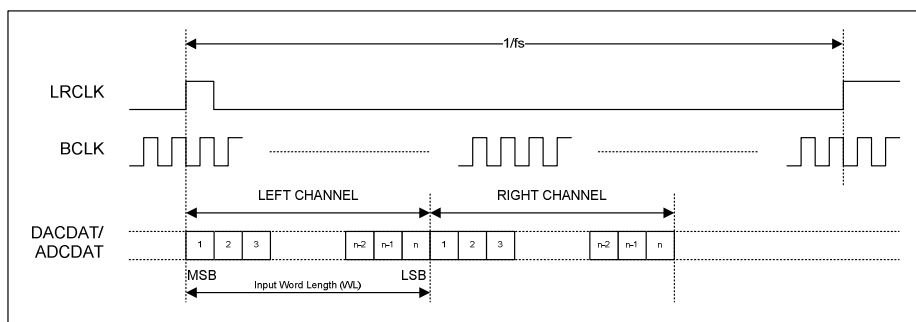 1/fs
LRCLK
BCLK
LEFT CHANNEL RIGHT CHANNEL
DACDAT/
ADCDAT
1 2 3 n-2 n-1 n 1 2 3 n-2 n-1 n
MSB LSB
Input Word Length (WL)